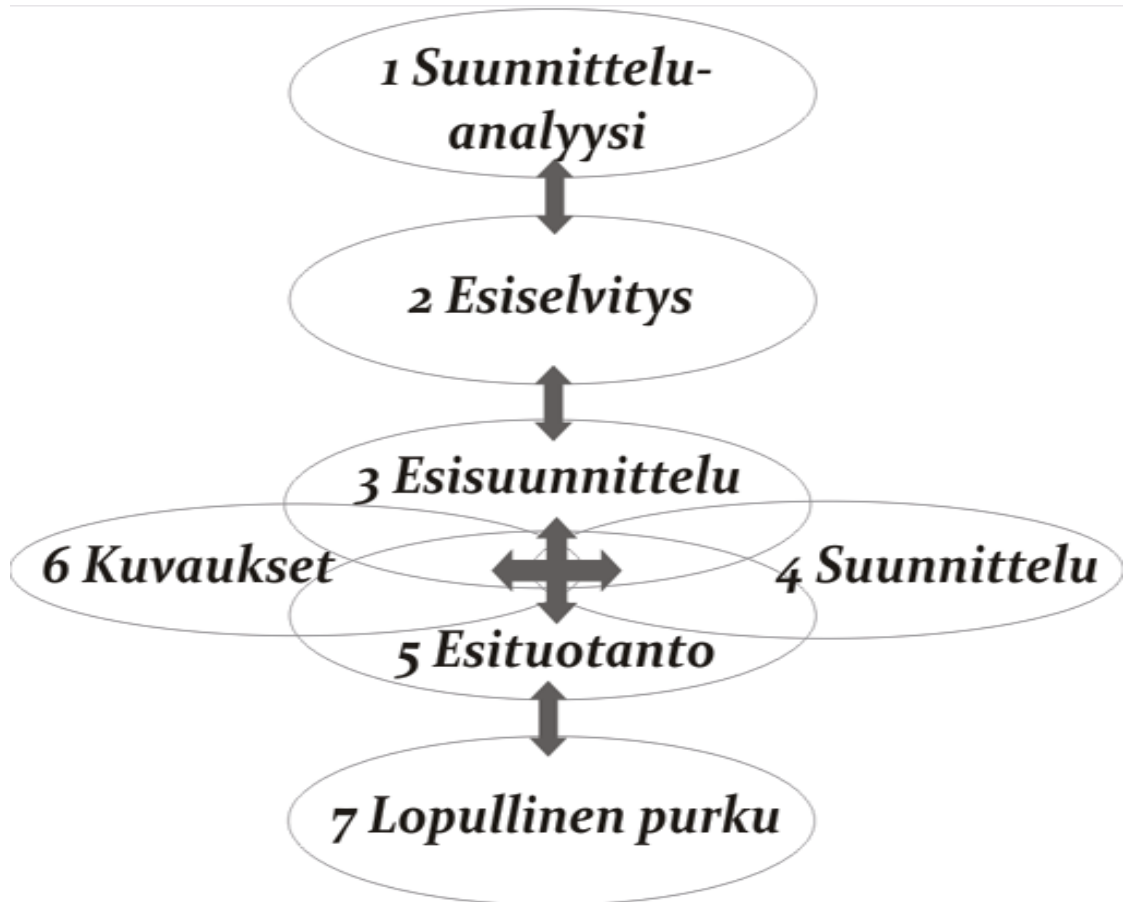 1 Suunnittelu-
analyysi
2 Esiselvitys
3 Esisuunnittelu
6 Kuvaukset
4 Suunnittelu
5 Esituotanto
7 Lopullinen purku